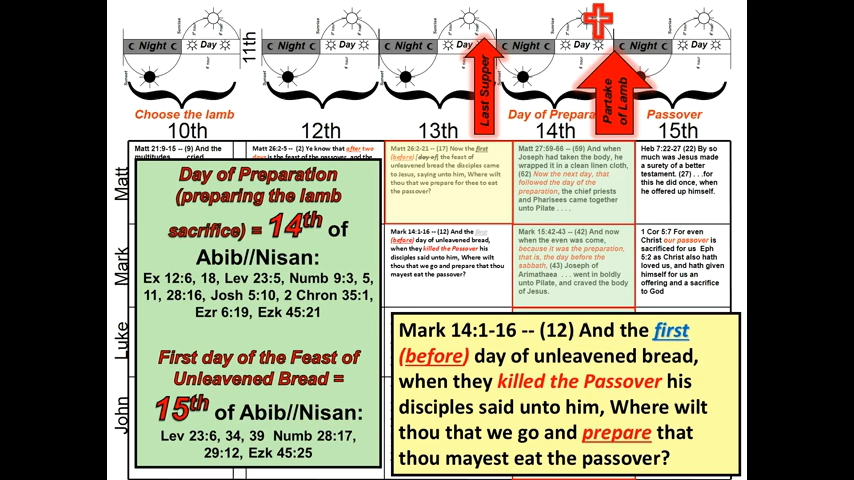 Night Day
11th
Night Day
Night Day
Night Day
Night
Sunrise
Sunset
6th hour
Last Supper
Partake of Lamb
Choose the lamb
Day of Prepara
Passover
10th 12th 13th 14th 15th
Matt
Mark
Luke
John
Matt 21:9-15 -- (9) And the
multitudes . . . cried,
Matt 26:2-5 -- (2) Ye know that after two
days is the feast of the passover, and the
Matt 26:2-21 -- (17) Now the first
(before) [day of] the feast of
unleavened bread the disciples came
to Jesus, saying unto him, Where wilt
thou that we prepare for thee to eat
the passover?
Matt 27:59-66 -- (59) And when
Joseph had taken the body, he
wrapped it in a clean linen cloth,
(62) Now the next day, that
followed the day of the
preparation, the chief priests
and Pharisees came together
unto Pilate . . . .
Heb 7:22-27 (22) By so
much was Jesus made
a surety of a better
testament. (27) . . .for
this he did once, when
he offered up himself.
Mark 14:1-16 -- (12) And the first
(before) day of unleavened bread,
when they killed the Passover his
disciples said unto him, Where wilt
thou that we go and prepare that thou
mayest eat the passover?
Mark 15:42-43 -- (42) And now
when the even was come,
because it was the preparation,
that is, the day before the
sabbath, (43) Joseph of
Arimathaea . . . went in boldly
unto Pilate, and craved the body
of Jesus.
1 Cor 5:7 For even
Christ our passover is
sacrificed for us Eph
5:2 as Christ also hath
loved us, and hath given
himself for us an
offering and a sacrifice
to God
Day of Preparation
(preparing the lamb
sacrifice) = 14th of
Abib//Nisan:
Ex 12:6, 18, Lev 23:5, Numb 9:3, 5,
11, 28:16, Josh 5:10, 2 Chron 35:1,
Ezr 6:19, Ezk 45:21
First day of the Feast of
Unleavened Bread =
15th of Abib//Nisan:
Lev 23:6, 34, 39 Numb 28:17,
29:12, Ezk 45:25
Mark 14:1-16 -- (12) And the first
(before) day of unleavened bread,
when they killed the Passover his
disciples said unto him, Where wilt
thou that we go and prepare that
thou mayest eat the passover?